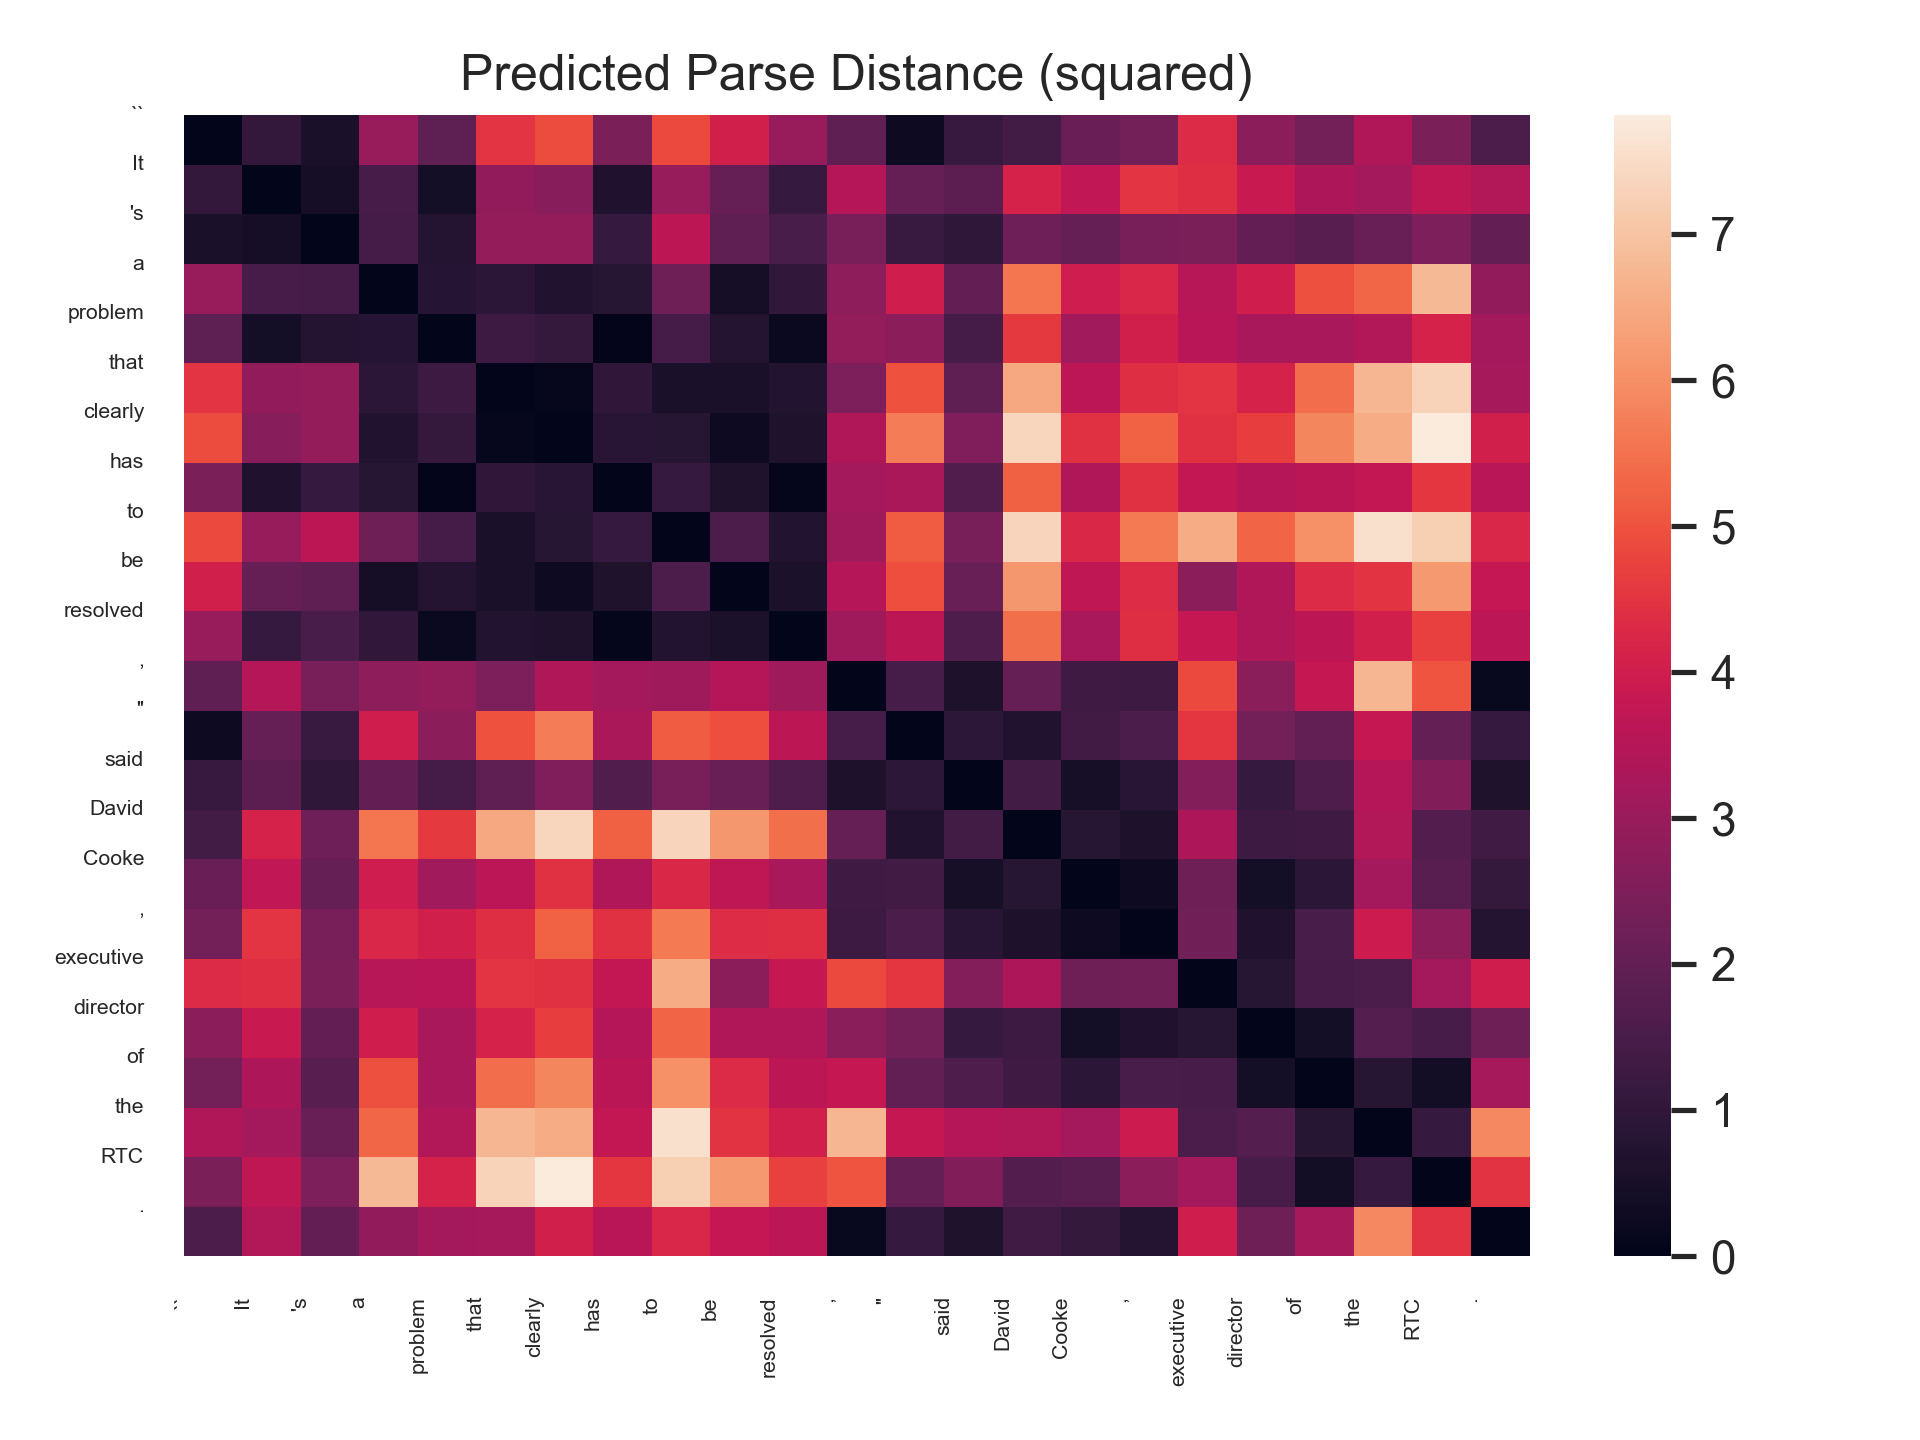 Predicted Parse Distance (squared)
``
It
's
a
problem
that
clearly
has
to
be
resolved
,
''
said
David
Cooke
,
executive
director
of
the
RTC
.
7
6
5
4
3
2
1
0
``
It
's
a
problem
that
clearly
has
to
be
resolved
,
''
said
David
Cooke
,
executive
director
of
the
RTC
.